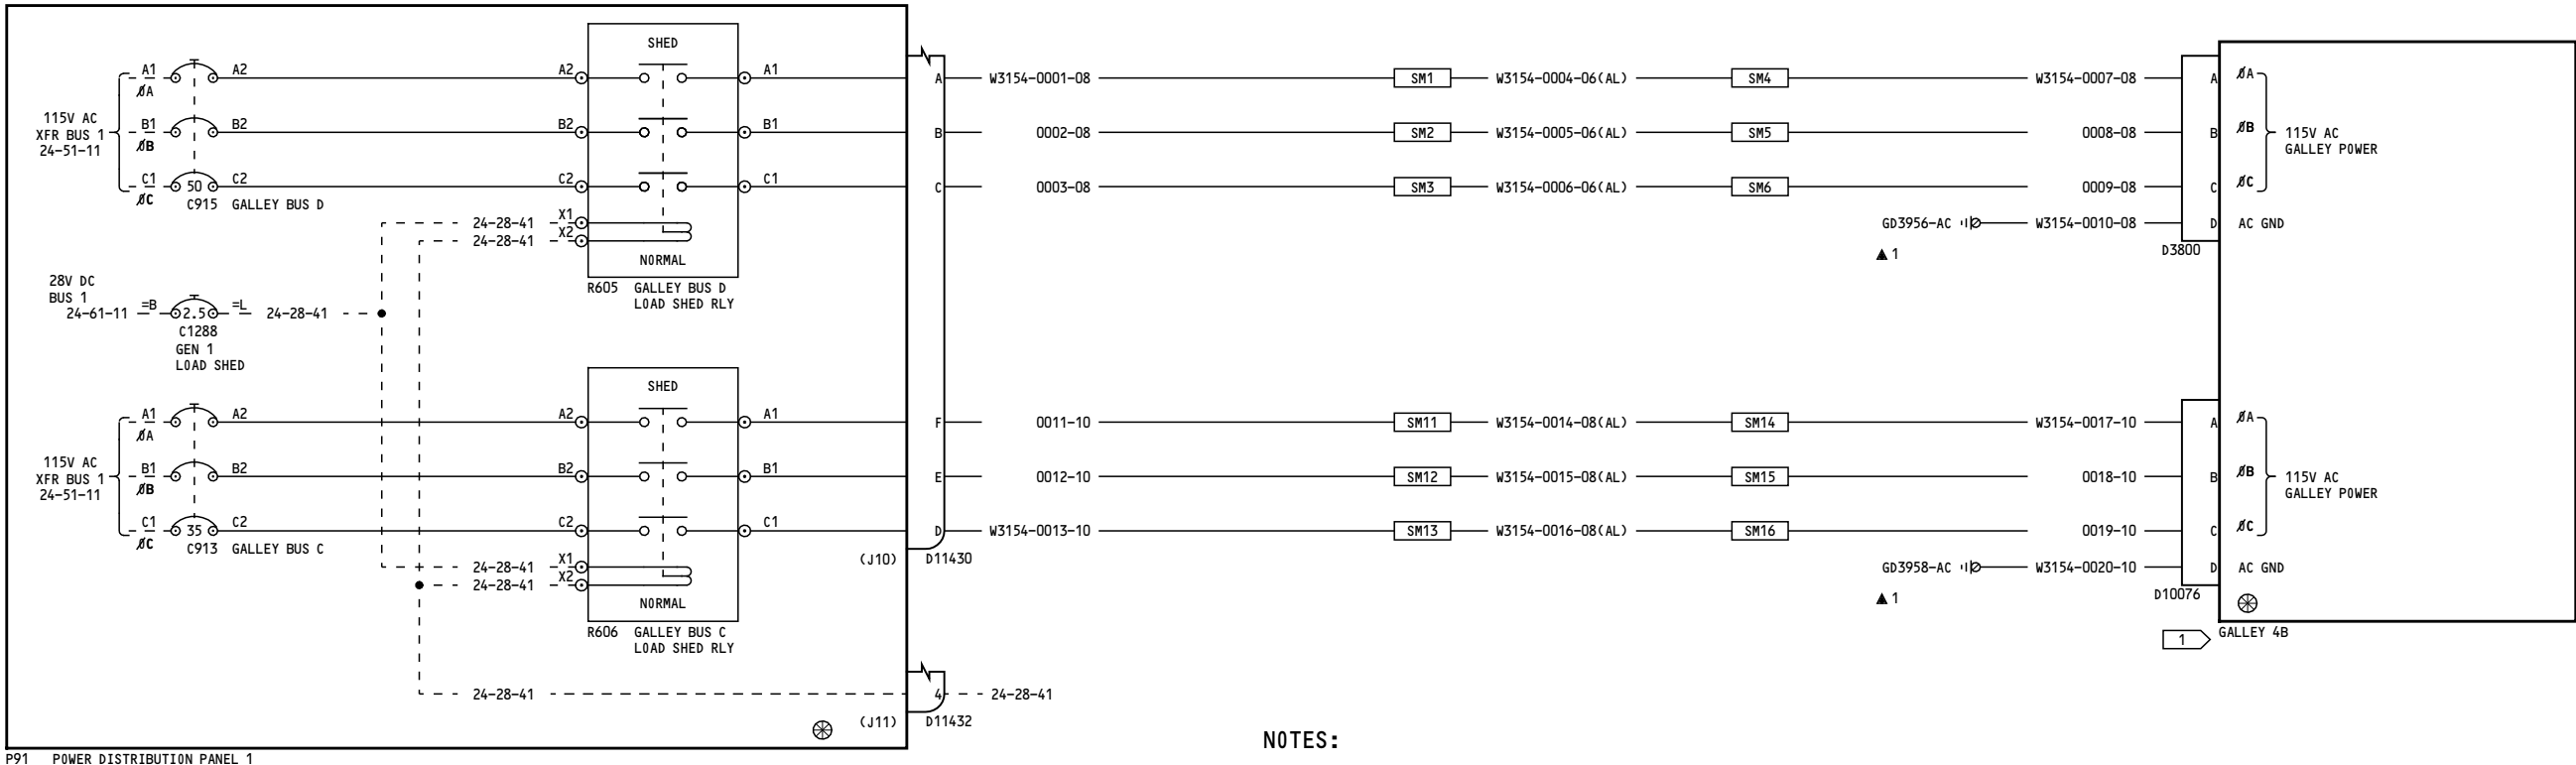 SHED
A1 A2 A2 A1 A W3154-0001-08 SM1 W3154-0004-06(AL) SM4 W3154-0007-08 A ØA
ØA
115V AC
XFR BUS 1
24-51-11
B1 B2 B2 B1 B 0002-08 SM2 W3154-0005-06(AL) SM5 0008-08 B ØB
ØB
115V AC
GALLEY POWER
C1 50 C2 C2 C1 C 0003-08 SM3 W3154-0006-06(AL) SM6 0009-08 C ØC
ØC
C915 GALLEY BUS D
24-28-41 X1
24-28-41 X2
GD3956-AC W3154-0010-08 D AC GND
1
D3800
NORMAL
R605 GALLEY BUS D
LOAD SHED RLY
28V DC
BUS 1
24-61-11 =B 2.5 =L 24-28-41
C1288
GEN 1
LOAD SHED
SHED
A1 A2 A2 A1 F 0011-10 SM11 W3154-0014-08(AL) SM14 W3154-0017-10 A ØA
ØA
115V AC
XFR BUS 1
24-51-11
B1 B2 B2 B1 E 0012-10 SM12 W3154-0015-08(AL) SM15 0018-10 B ØB
ØB
115V AC
GALLEY POWER
C1 35 C2 C2 C1 D W3154-0013-10 SM13 W3154-0016-08(AL) SM16 0019-10 C ØC
ØC
C913 GALLEY BUS C
(J10) D11430
24-28-41 X1
24-28-41 X2
GD3958-AC W3154-0020-10 D AC GND
1
D10076
NORMAL
R606 GALLEY BUS C
LOAD SHED RLY
1 GALLEY 4B
24-28-41 4 24-28-41
(J11) D11432
NOTES:
P91 POWER DISTRIBUTION PANEL 1